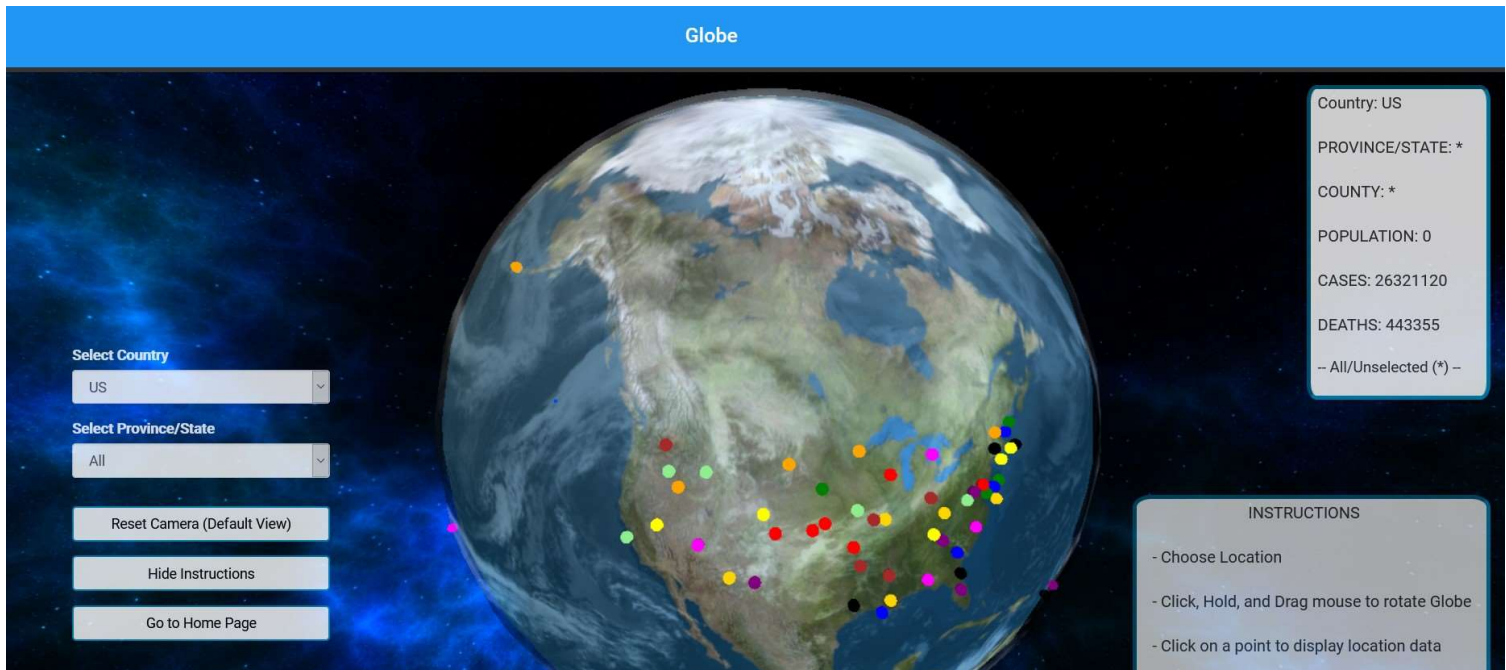 Globe
Country: US
PROVINCE/STATE: *
COUNTY: *
POPULATION: 0
CASES: 26321120
DEATHS: 443355
-- All/Unselected (*) --
Select Country
US
Select Province/State
All
Reset Camera (Default View)
Hide Instructions
Go to Home Page
INSTRUCTIONS
- Choose Location
- Click, Hold, and Drag mouse to rotate Globe
- Click on a point to display location data